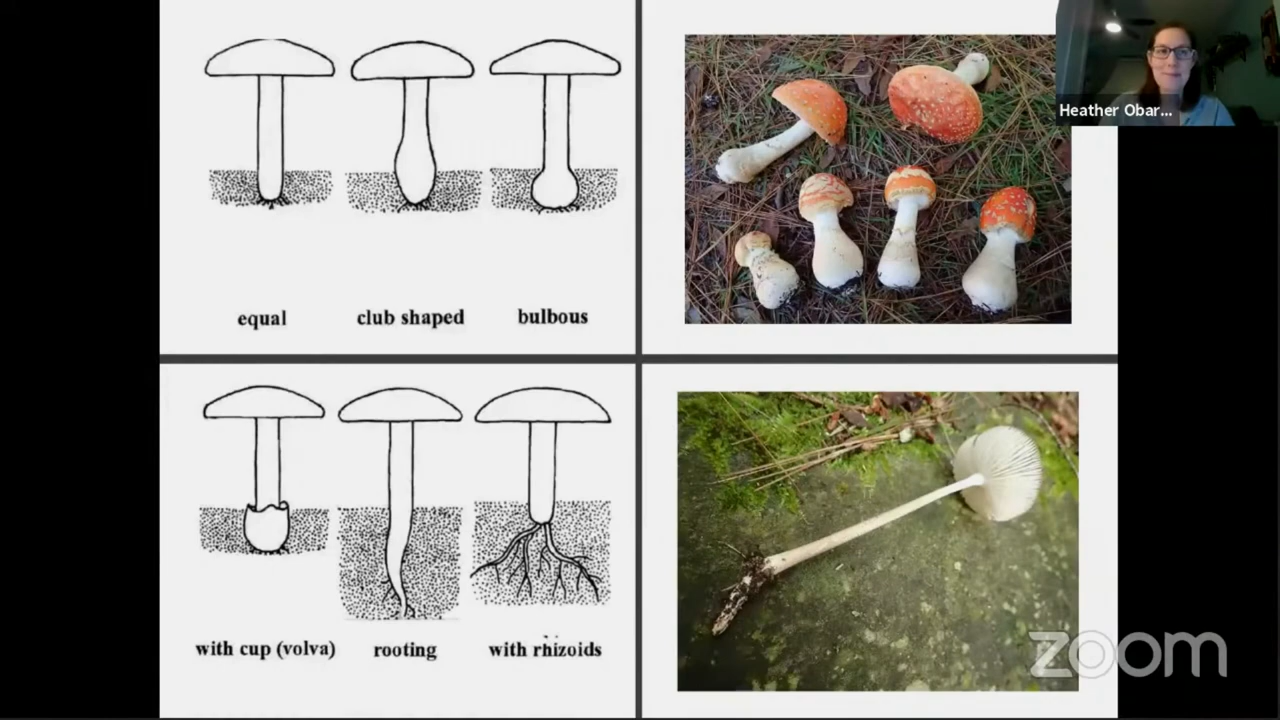 Heather Obar...
equal
club shaped
bulbous
with cup (volva)
rooting
with rhizoids
zoom